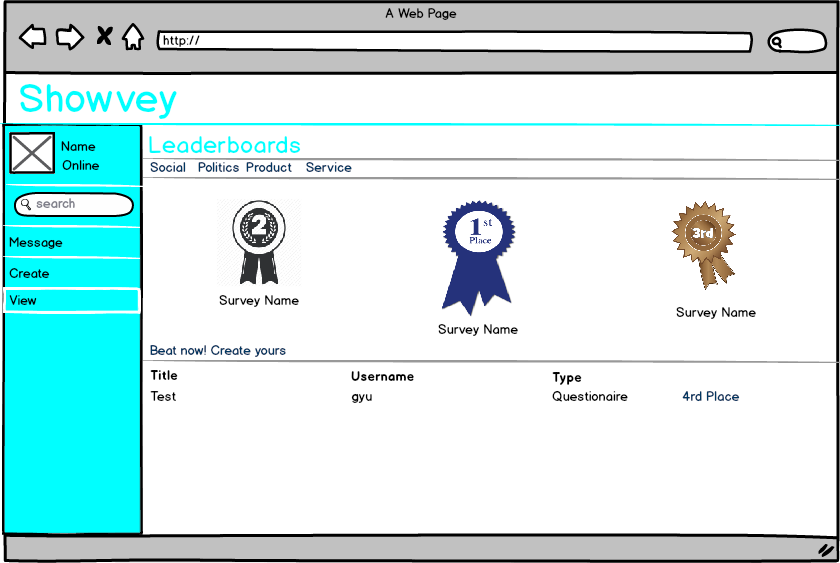 A Web Page
http://
Showvey
Name
Online
search
Message
Create
View
Leaderboards
Social Politics Product Service
2
Survey Name
1st
Place
Survey Name
3rd
Survey Name
Beat now! Create yours
Title Username Type
Test gyu Questionaire 4rd Place